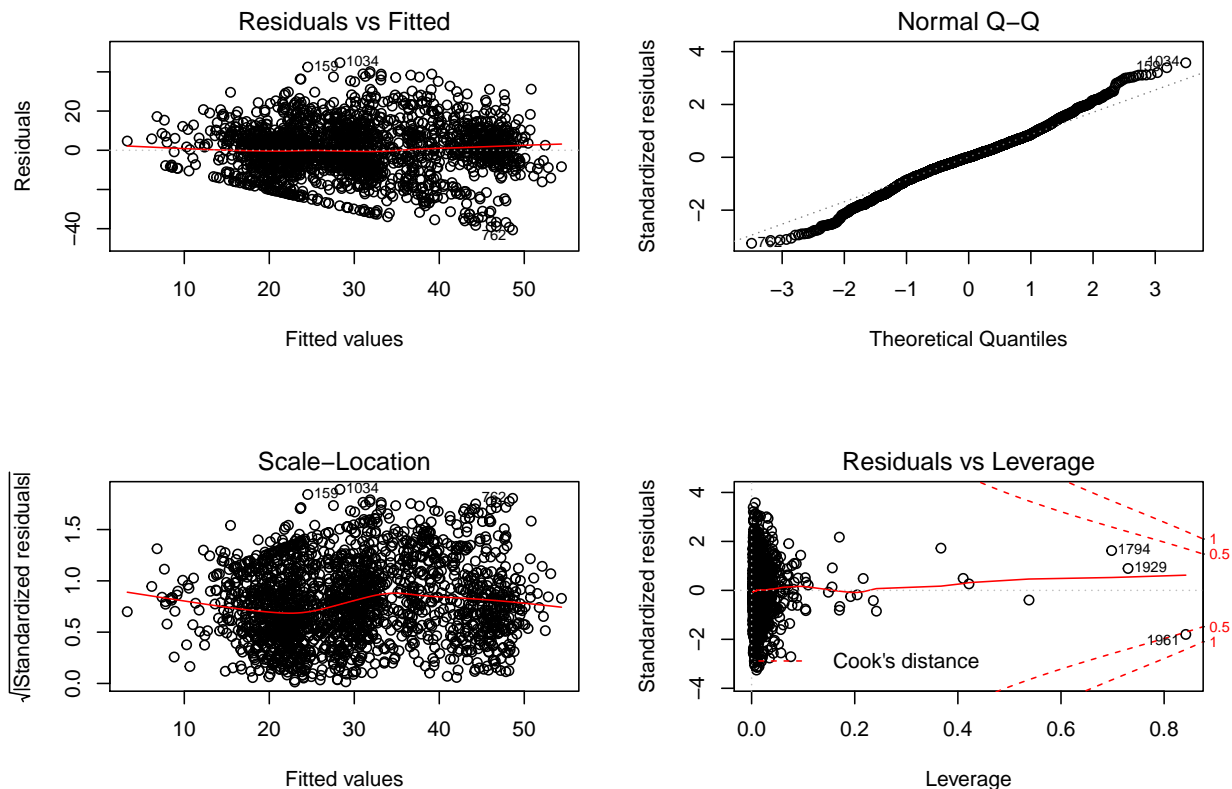 Residuals vs Fitted
Residuals
20
0
−40
159
1034
762
10 20 30 40 50
Fitted values
Normal Q−Q
Standardized residuals
4
2
0
−2
1034
159
762
−3 −2 −1 0 1 2 3
Theoretical Quantiles
Scale−Location
√|Standardized residuals|
1.5
1.0
0.5
0.0
159
1034
762
10 20 30 40 50
Fitted values
Residuals vs Leverage
Standardized residuals
4
2
0
−2
−4
1794
1929
1961
1
0.5
0.5
1
Cook's distance
0.0 0.2 0.4 0.6 0.8
Leverage